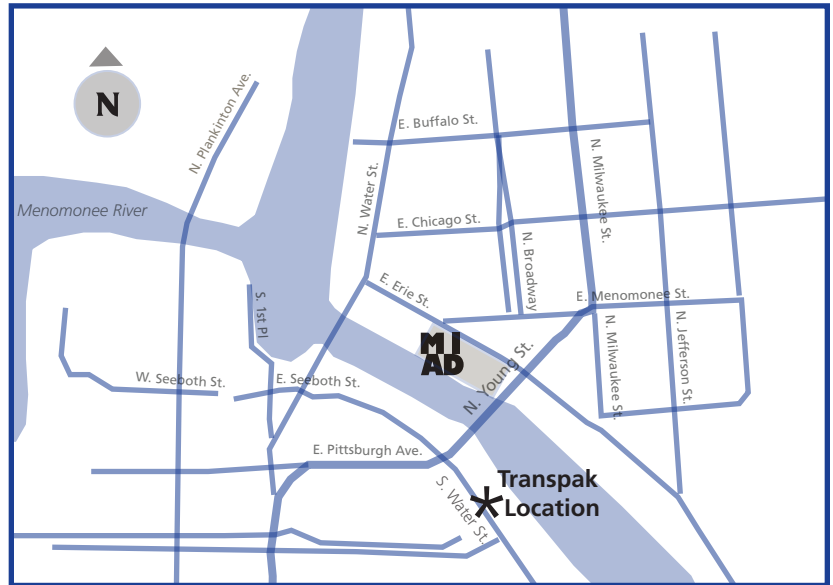 N
N. Plankinton Ave.
E. Buffalo St.
N. Milwaukee St.
Menomonee River
N. Water St.
E. Chicago St.
N. Broadway
E. Erie St.
E. Menomonee St.
S. 1st Pl
N. Milwaukee St.
N. Jefferson St.
M I
AD
N. Young St.
W. Seeboth St.
E. Seeboth St.
E. Pittsburgh Ave.
S. Water St.
Transpak
Location